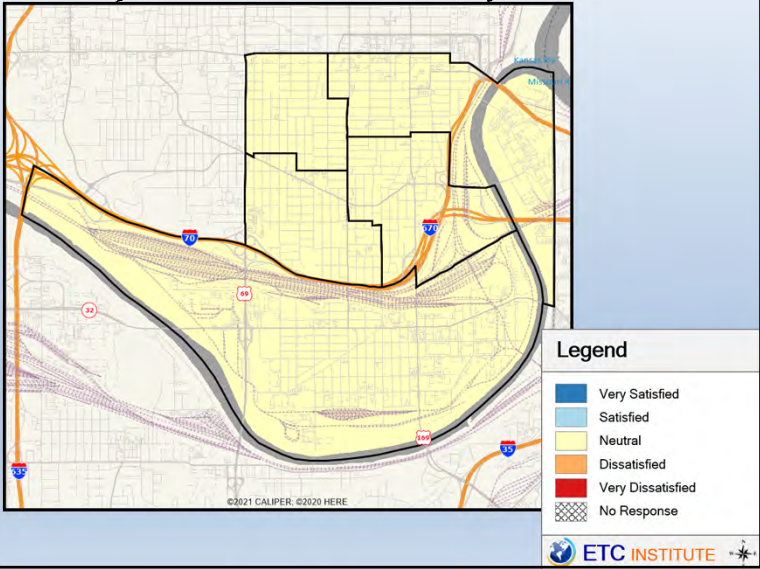 Kansas
Missouri
70
670
69
32
169
635
35
©2021 CALIPER; ©2020 HERE
Legend
Very Satisfied
Satisfied
Neutral
Dissatisfied
Very Dissatisfied
No Response
ETC INSTITUTE